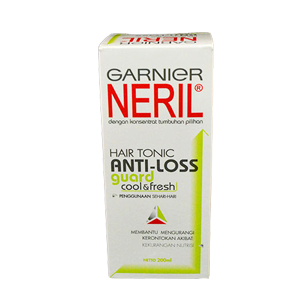 GARNIER
NERIL®
dengan konsentrat tumbuhan pilihan
HAIR TONIC
ANTI-LOSS
guard
cool & fresh
PENGGUNAAN SEHARI-HARI
MEMBANTU MENGURANGI
KERONTOKAN AKIBAT
KEKURANGAN NUTRISI
NETTO 200ml